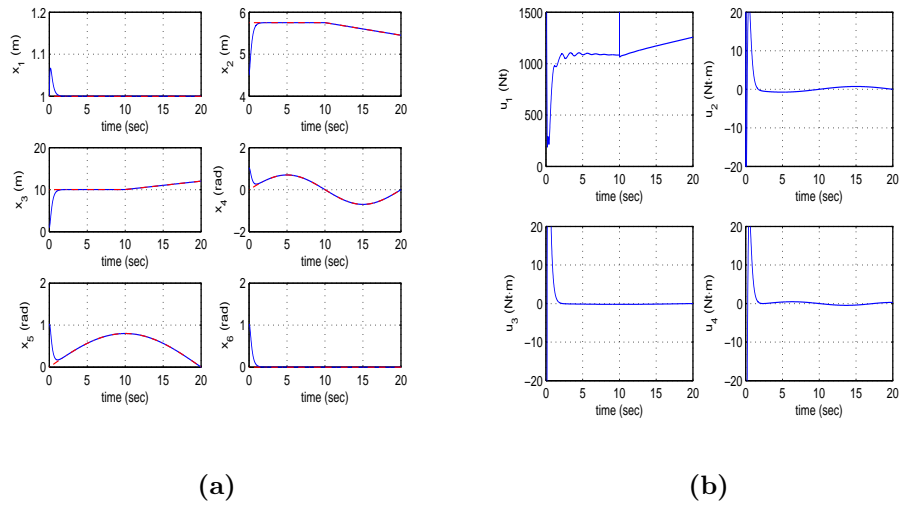 1.2
1.1
1
x₁ (m)
0 5 10 15 20
time (sec)
6
5
4
x₂ (m)
0 5 10 15 20
time (sec)
20
10
0
x₃ (m)
0 5 10 15 20
time (sec)
2
0
−2
x₄ (rad)
0 5 10 15 20
time (sec)
2
1
0
x₅ (rad)
0 5 10 15 20
time (sec)
2
1
0
x₆ (rad)
0 5 10 15 20
time (sec)
(a)
1500
1000
500
0
u₁ (Nt)
0 5 10 15 20
time (sec)
20
10
0
−10
−20
u₂ (Nt·m)
0 5 10 15 20
time (sec)
20
10
0
−10
−20
u₃ (Nt·m)
0 5 10 15 20
time (sec)
20
10
0
−10
−20
u₄ (Nt·m)
0 5 10 15 20
time (sec)
(b)